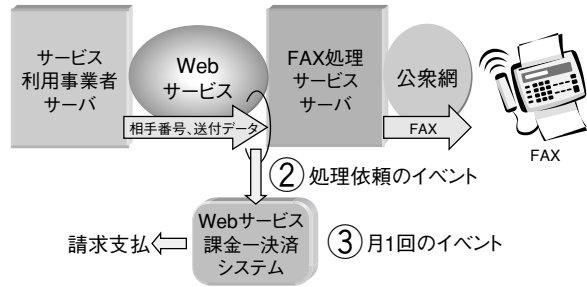 サービス
利用事業者
サーバ
Web
サービス
FAX処理
サービス
サーバ
公衆網
相手番号、送付データ
FAX
FAX
②処理依頼のイベント
Webサービス
課金ー決済
システム
請求支払
③月1回のイベント